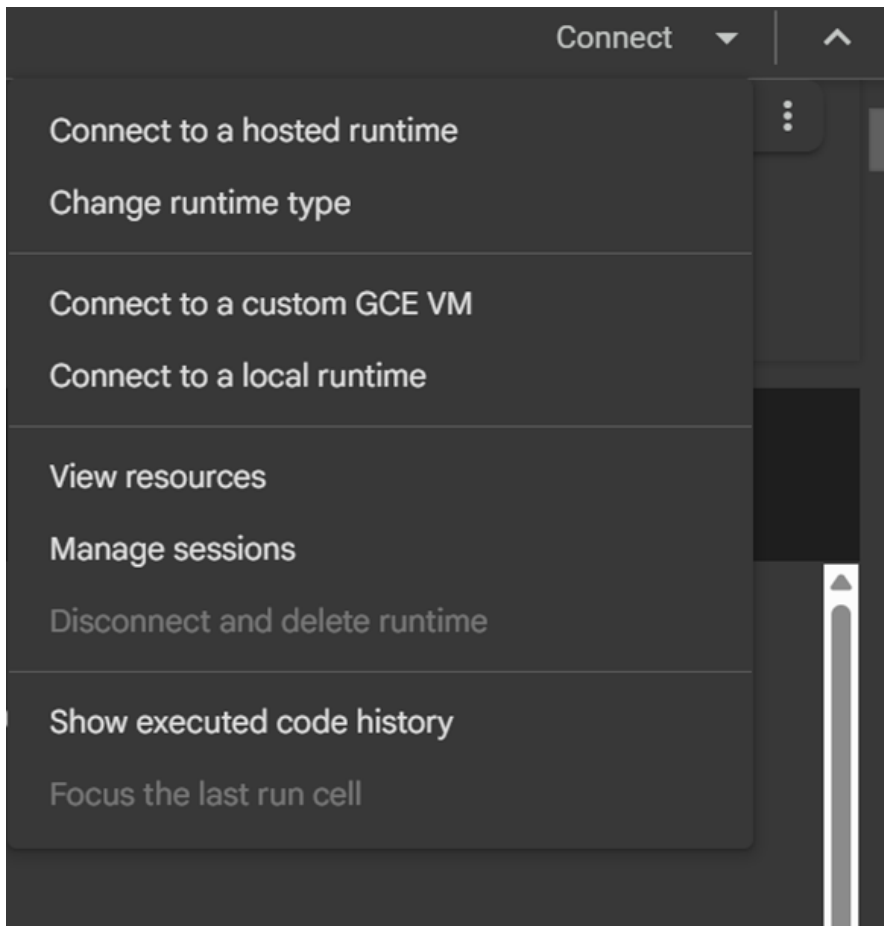 Connect
Connect to a hosted runtime
Change runtime type
Connect to a custom GCE VM
Connect to a local runtime
View resources
Manage sessions
Disconnect and delete runtime
Show executed code history
Focus the last run cell